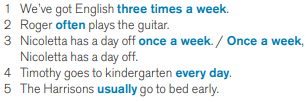 1 We've got English three times a week.
2 Roger often plays the guitar.
3 Nicoletta has a day off once a week. / Once a week,
Nicoletta has a day off.
4 Timothy goes to kindergarten every day.
5 The Harrisons usually go to bed early.